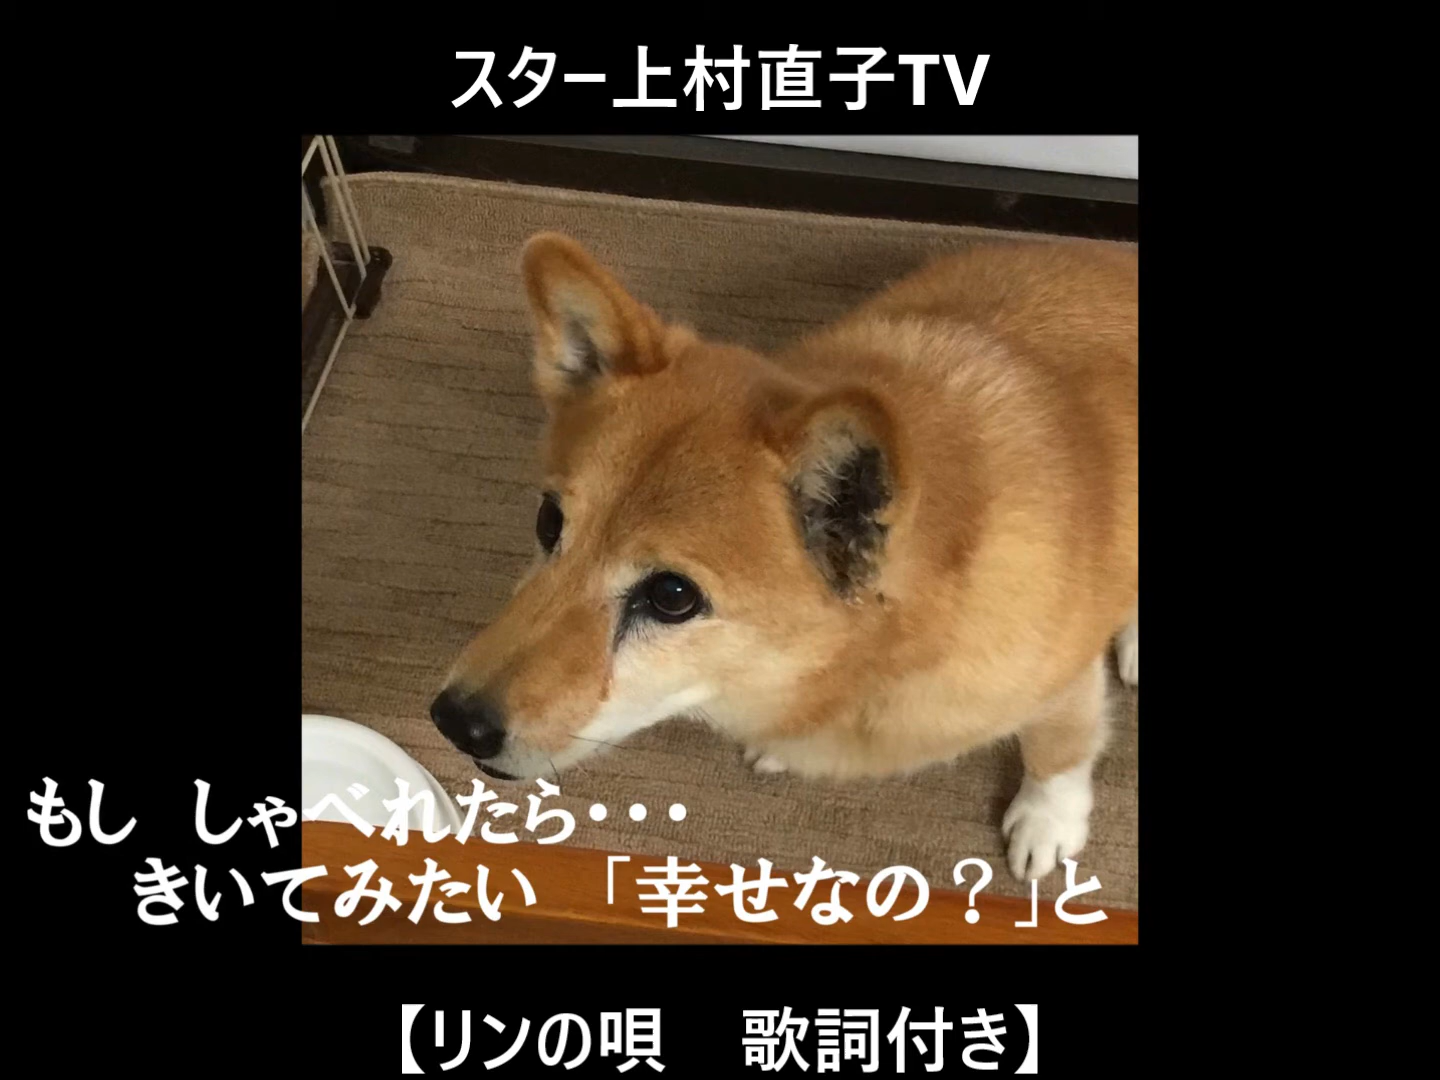 スター上村直子TV
もし　しゃべれたら・・・
きいてみたい　「幸せなの？」と
【リンの唄　歌詞付き】